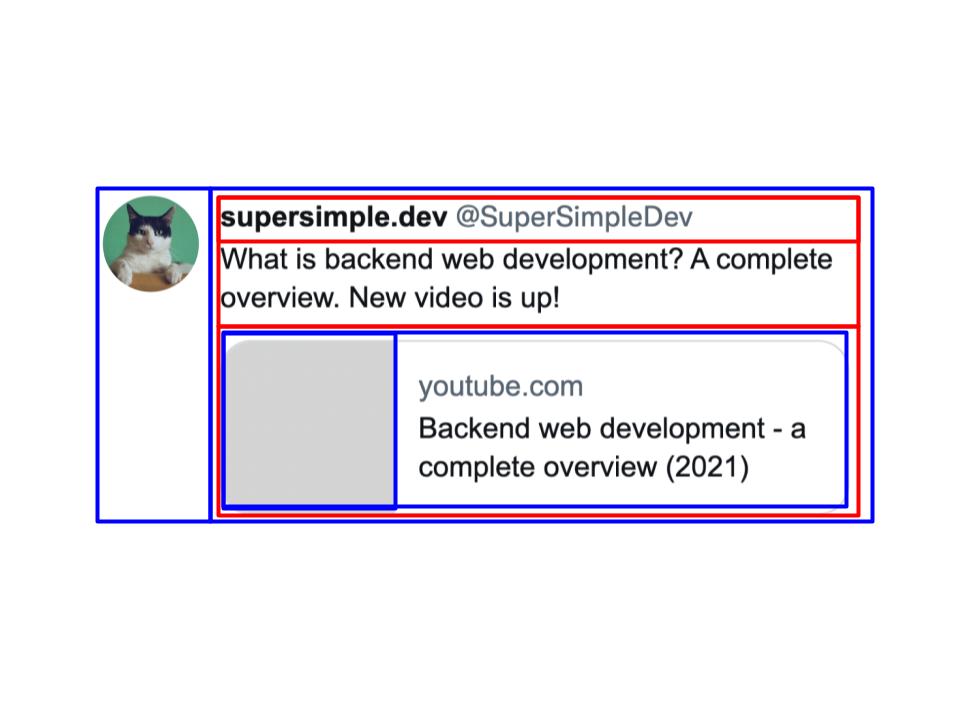 supersimple.dev @SuperSimpleDev
What is backend web development? A complete
overview. New video is up!
youtube.com
Backend web development - a
complete overview (2021)